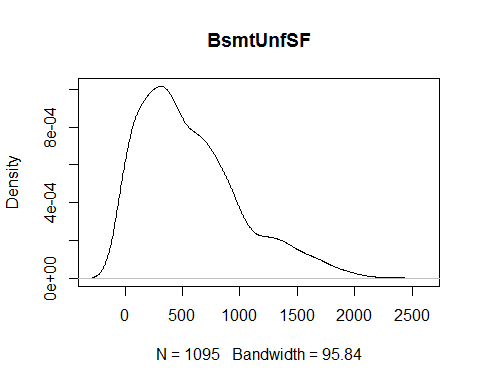 BsmtUnfSF
Density
8e-04
4e-04
0e+00
0 500 1000 1500 2000 2500
N = 1095 Bandwidth = 95.84